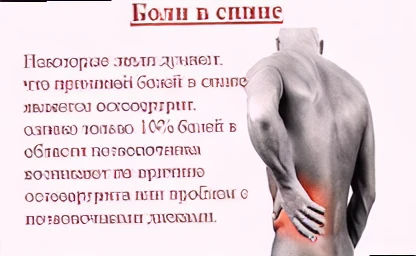 Боли в спине
Некоторые люди думают,
что причиной болей в спине
является остеоартрит,
однако только 10% болей в
области позвоночника
возникают по причине
остеоартрита или проблем с
позвоночными дисками.